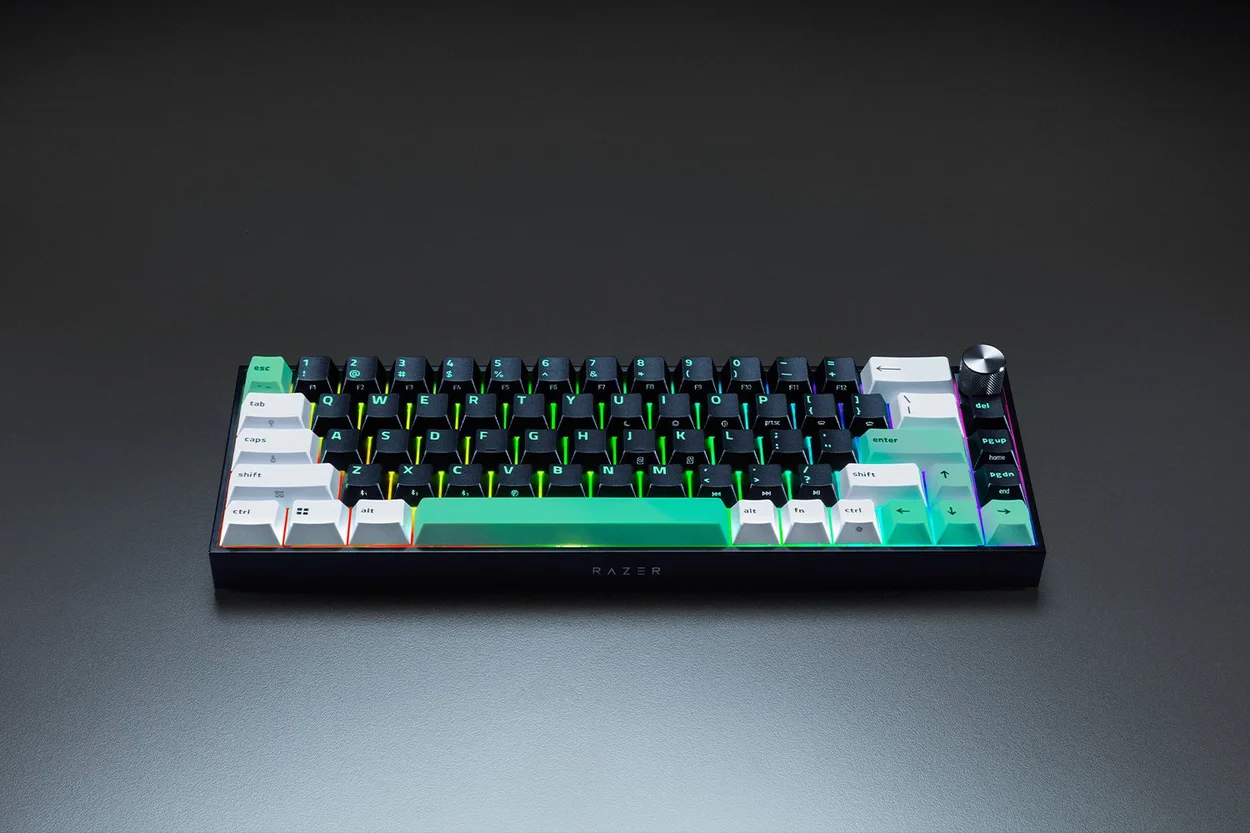 esc 1 ! F1 2 @ F2 3 # F3 4 $ F4 5 % F5 6 ^ F6 7 & F7 8 * F8 9 ( F9 0 ) F10 – — F11 = + F12 ←
tab Q W E R T Y U I O P prtsc [ { ] } \ | del
caps A S D F G H J K L ; : ' " enter pgup home
shift Z X C V B N M , < . > / ? shift ↑ pgdn end
ctrl alt alt fn ctrl ← ↓ →
RAZER